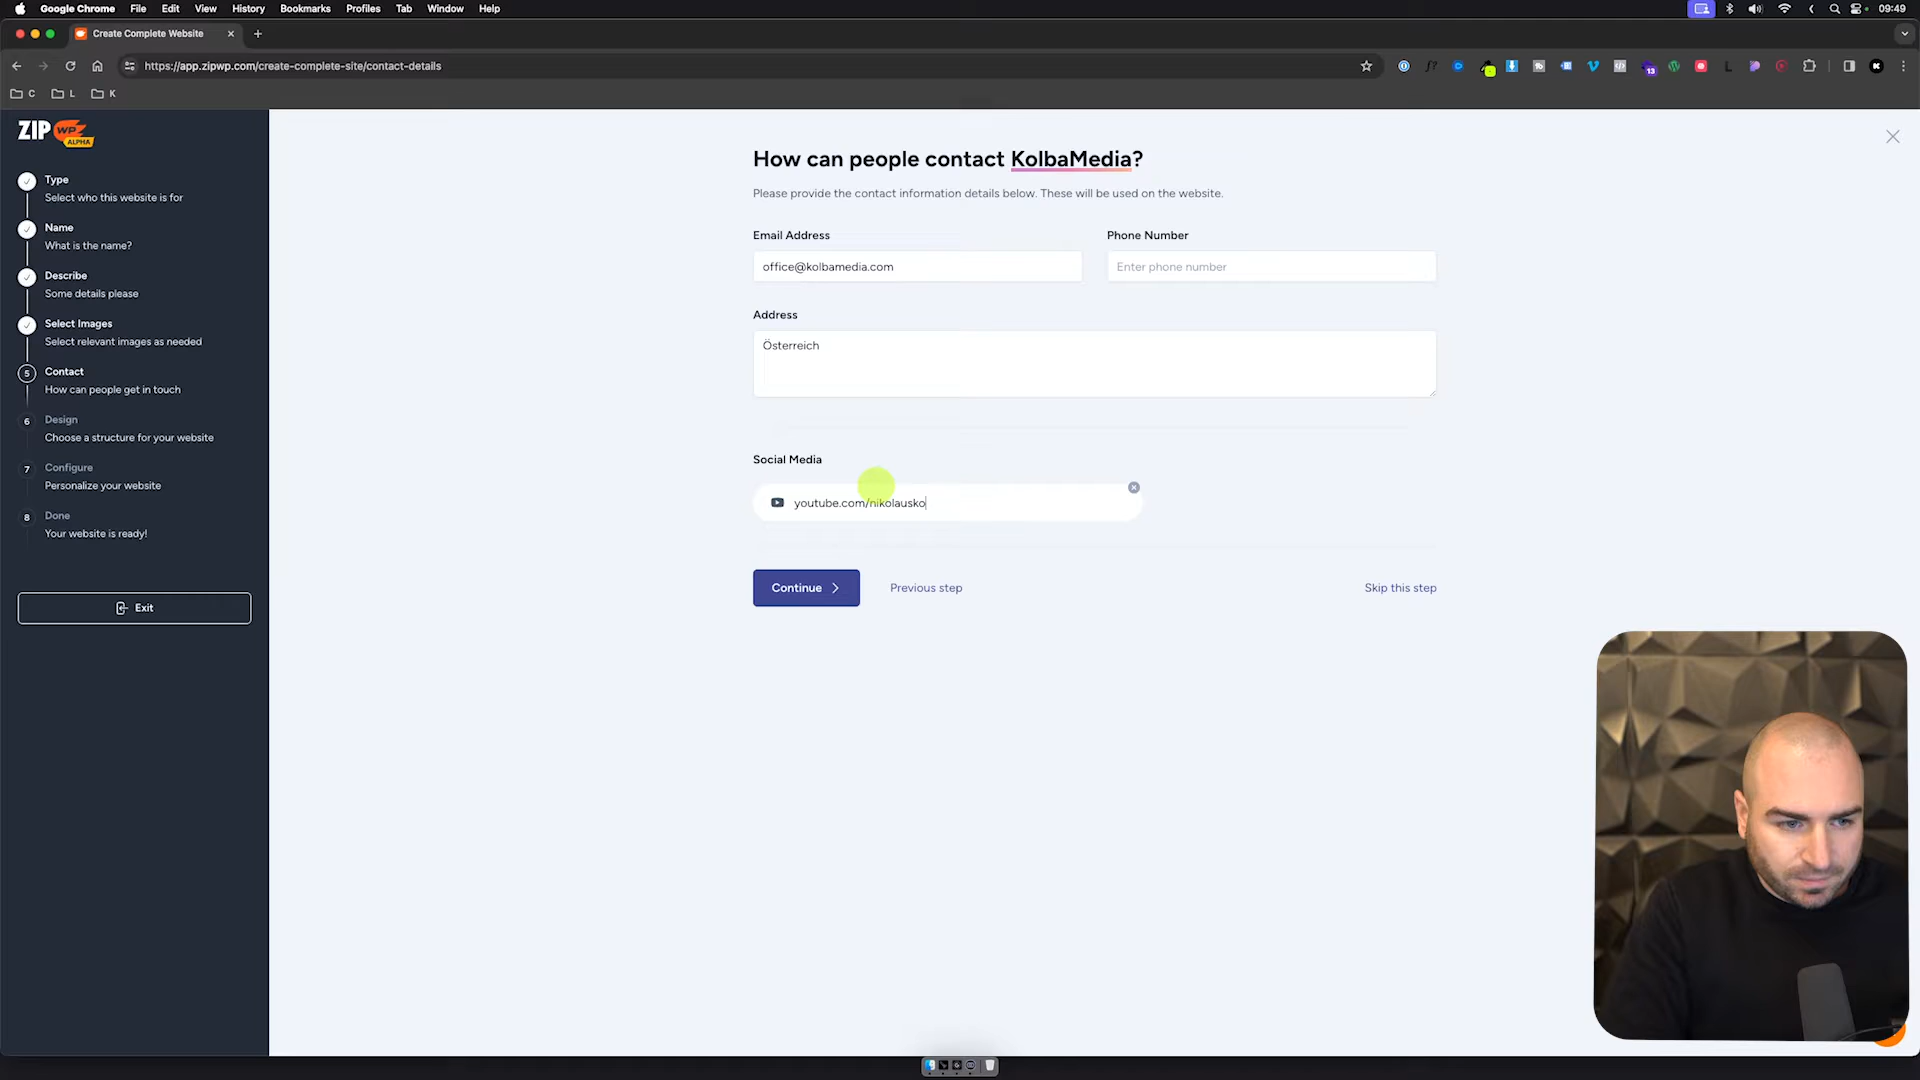 Google Chrome File Edit View History Bookmarks Profiles Tab Window Help 09:49
Create Complete Website
https://app.zipwp.com/create-complete-site/contact-details
13
C L K
ZIP WP ALPHA
Type
Select who this website is for
Name
What is the name?
Describe
Some details please
Select Images
Select relevant images as needed
5 Contact
How can people get in touch
6 Design
Choose a structure for your website
7 Configure
Personalize your website
8 Done
Your website is ready!
Exit
How can people contact KolbaMedia?
Please provide the contact information details below. These will be used on the website.
Email Address Phone Number
office@kolbamedia.com Enter phone number
Address
Österreich
Social Media
youtube.com/nikolausko
Continue Previous step Skip this step